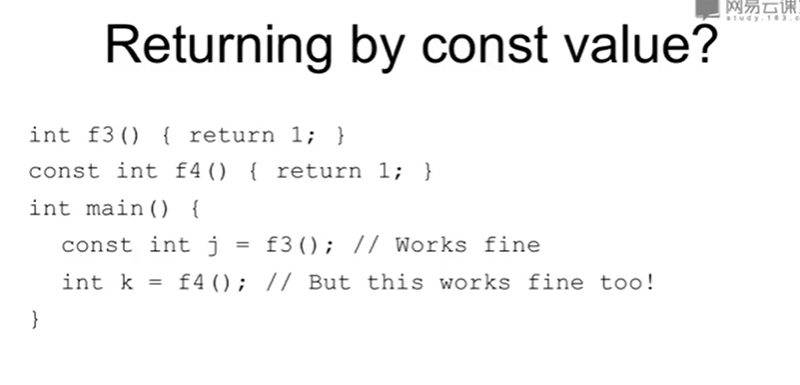 网易云课
study.163.c
Returning by const value?
int f3() { return 1; }
const int f4() { return 1; }
int main() {
const int j = f3(); // Works fine
int k = f4(); // But this works fine too!
}